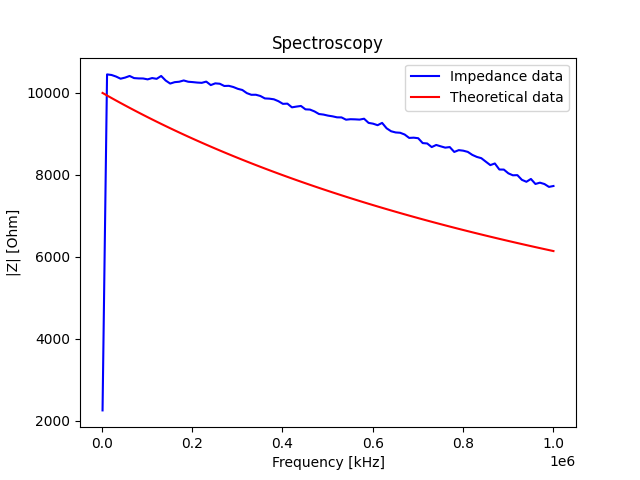 Spectroscopy
Impedance data
Theoretical data
|Z| [Ohm]
10000
8000
6000
4000
2000
0.0 0.2 0.4 0.6 0.8 1.0
1e6
Frequency [kHz]